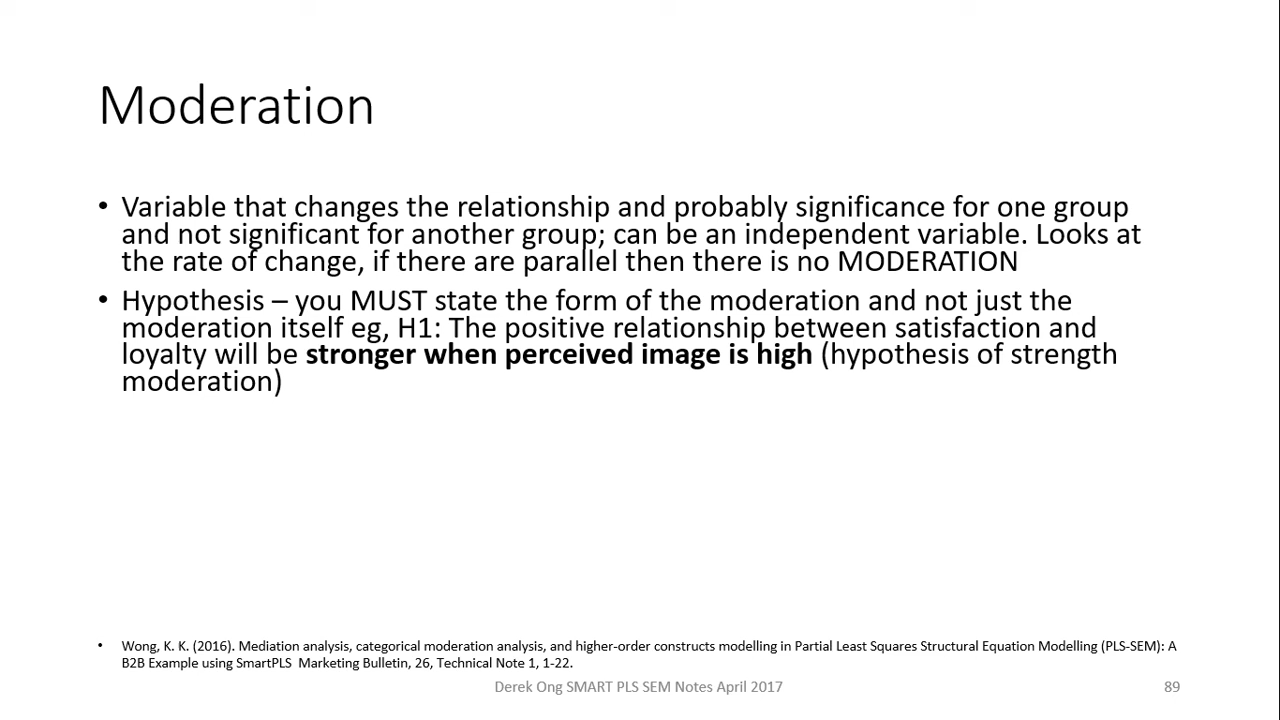 Moderation
• Variable that changes the relationship and probably significance for one group
and not significant for another group; can be an independent variable. Looks at
the rate of change, if there are parallel then there is no MODERATION
• Hypothesis – you MUST state the form of the moderation and not just the
moderation itself eg, H1: The positive relationship between satisfaction and
loyalty will be stronger when perceived image is high (hypothesis of strength
moderation)
• Wong, K. K. (2016). Mediation analysis, categorical moderation analysis, and higher-order constructs modelling in Partial Least Squares Structural Equation Modelling (PLS-SEM): A
B2B Example using SmartPLS Marketing Bulletin, 26, Technical Note 1, 1-22.
Derek Ong SMART PLS SEM Notes April 2017
89